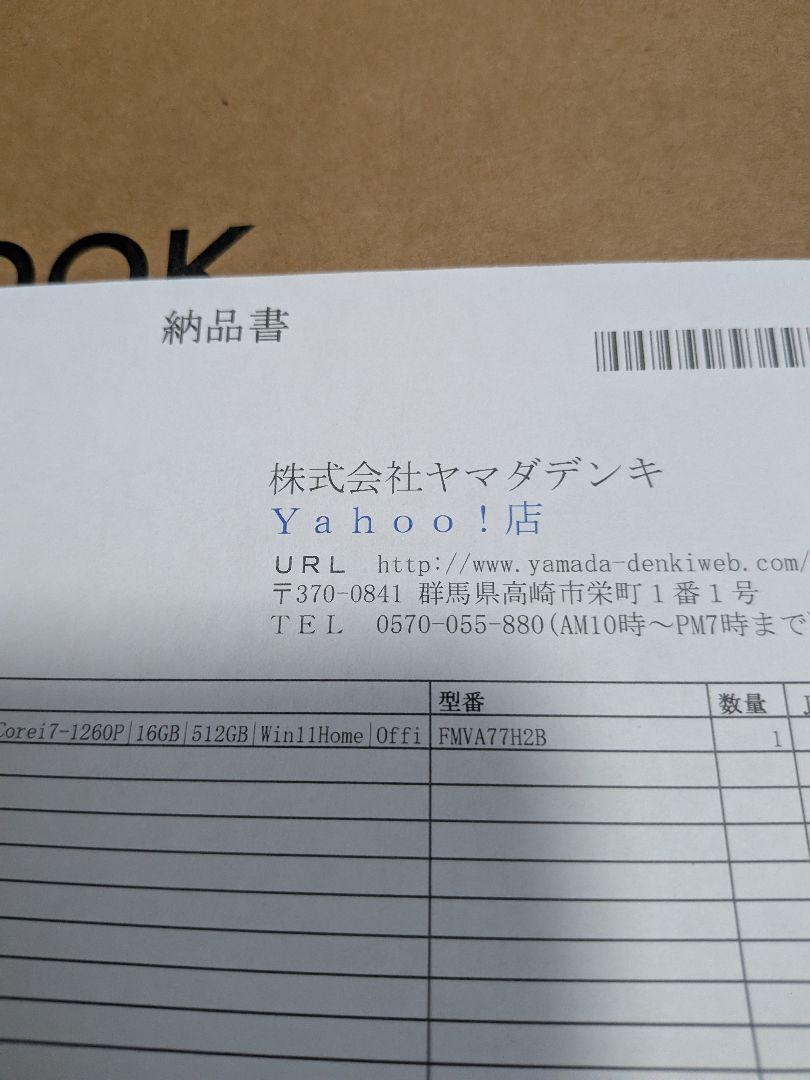 OOK
納品書
株式会社ヤマダデンキ
Yahoo!店
URL http://www.yamada-denkiweb.com/
〒370-0841 群馬県高崎市栄町1番1号
TEL 0570-055-880(AM10時～PM7時まで
型番 数量
Corei7-1260P|16GB|512GB|Win11Home|Offi FMVA77H2B 1